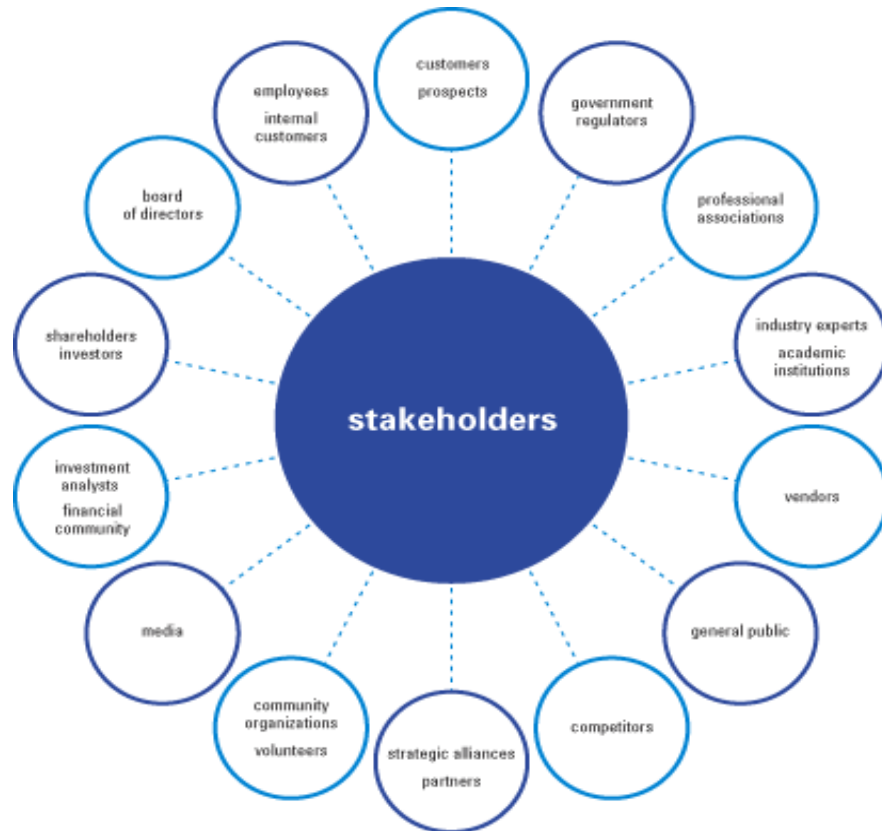 customers
prospects
government
regulators
professional
associations
industry experts
academic
institutions
vendors
general public
competitors
strategic alliances
partners
community
organizations
volunteers
media
investment
analysts
financial
community
shareholders
investors
board
of directors
employees
internal
customers
stakeholders